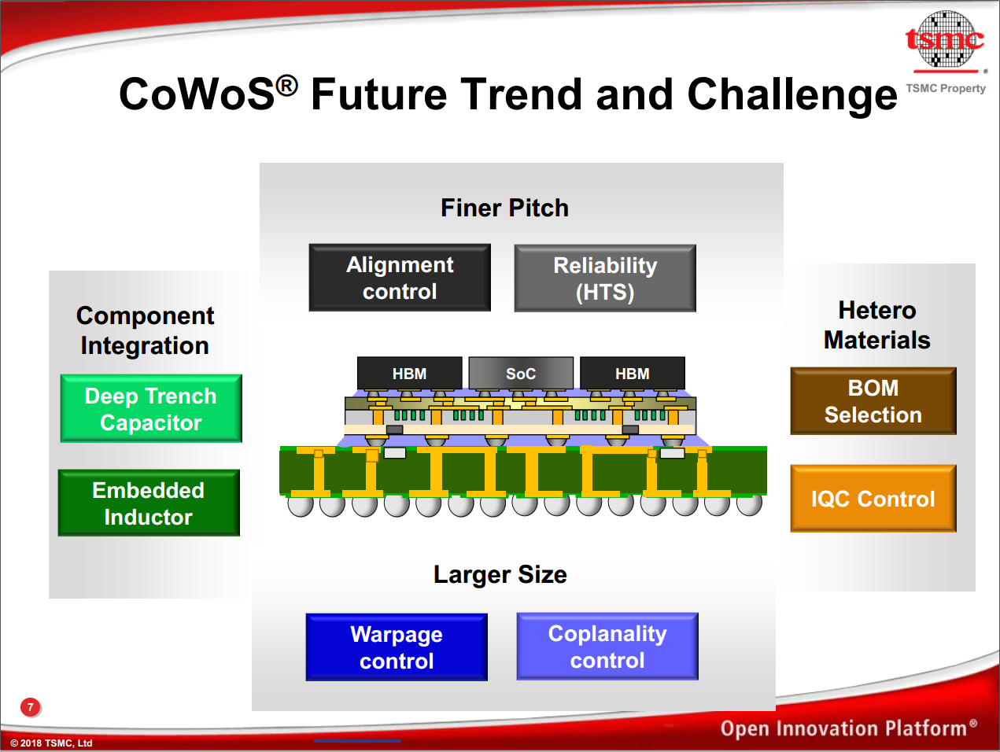 tsmc
®
TSMC Property
CoWoS® Future Trend and Challenge
Finer Pitch
Alignment
control
Reliability
(HTS)
Component
Integration
Deep Trench
Capacitor
Embedded
Inductor
HBM
SoC
HBM
Hetero
Materials
BOM
Selection
IQC Control
Larger Size
Warpage
control
Coplanality
control
7
Open Innovation Platform®
© 2018 TSMC, Ltd